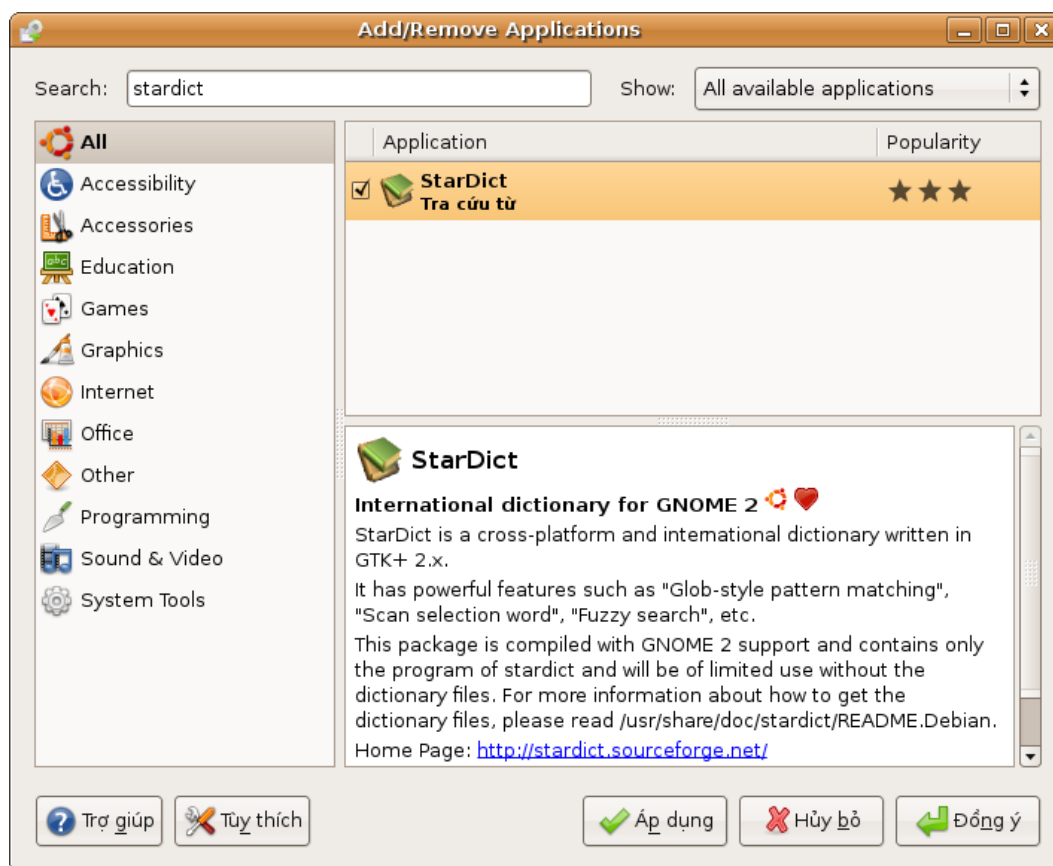 Add/Remove Applications
Search: stardict Show: All available applications
All
Accessibility
Accessories
Education
Games
Graphics
Internet
Office
Other
Programming
Sound & Video
System Tools
Application Popularity
StarDict
Tra cứu từ
StarDict
International dictionary for GNOME 2
StarDict is a cross-platform and international dictionary written in
GTK+ 2.x.
It has powerful features such as "Glob-style pattern matching",
"Scan selection word", "Fuzzy search", etc.
This package is compiled with GNOME 2 support and contains only
the program of stardict and will be of limited use without the
dictionary files. For more information about how to get the
dictionary files, please read /usr/share/doc/stardict/README.Debian.
Home Page: http://stardict.sourceforge.net/
Trợ giúp Tùy thích Áp dụng Hủy bỏ Đồng ý